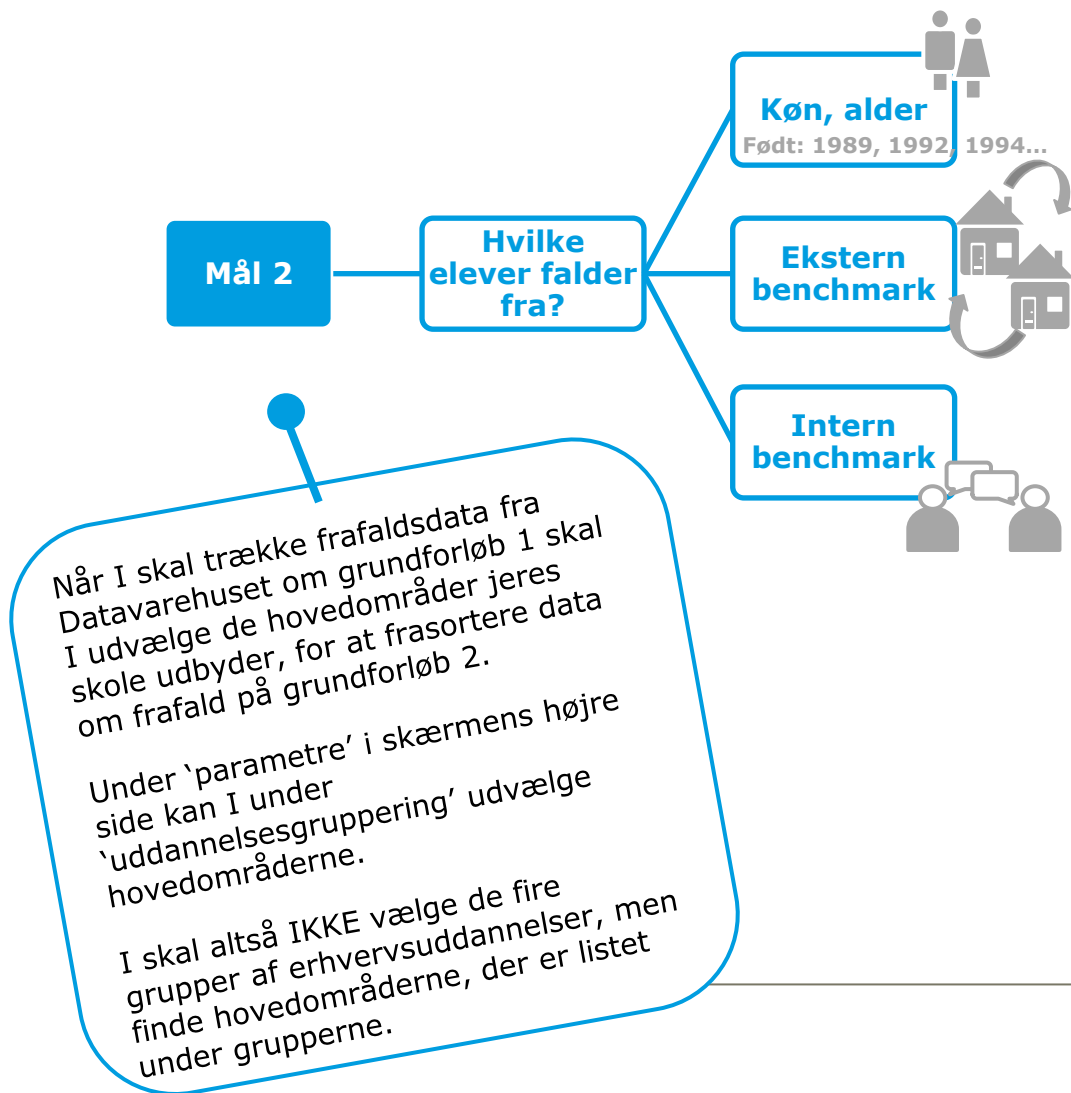 Køn, alder
Født: 1989, 1992, 1994...
Mål 2
Hvilke
elever falder
fra?
Ekstern
benchmark
Intern
benchmark
Når I skal trække frafaldsdata fra
Datavarehuset om grundforløb 1 skal
I udvælge de hovedområder jeres
skole udbyder, for at frasortere data
om frafald på grundforløb 2.
Under ‘parametre’ i skærmens højre
side kan I under
‘uddannelsesgruppering’ udvælge
hovedområderne.
I skal altså IKKE vælge de fire
grupper af erhvervsuddannelser, men
finde hovedområderne, der er listet
under grupperne.